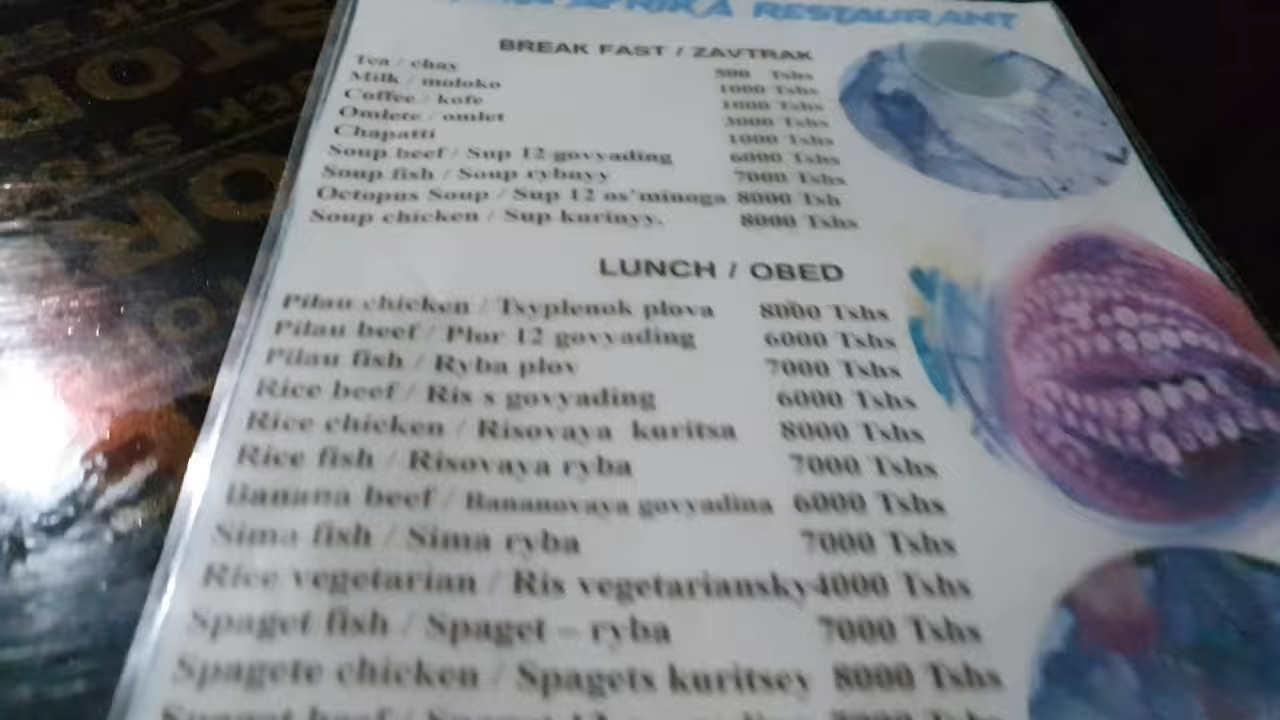 AFRIKA RESTAURANT
BREAK FAST / ZAVTRAK
Tea / chay 500 Tshs
Milk / moloko 1000 Tshs
Coffee / kofe 1000 Tshs
Omlete / omlet 3000 Tshs
Chapatti 1000 Tshs
Soup beef / Sup 12 govyading 6000 Tshs
Soup fish / Soup rybnyy 7000 Tshs
Octopus Soup / Sup 12 os'minoga 8000 Tsh
Soup chicken / Sup kurinyy. 8000 Tshs
LUNCH / OBED
Pilau chicken / Tsyplenok plova 8000 Tshs
Pilau beef / Plor 12 govyading 6000 Tshs
Pilau fish / Ryba plov 7000 Tshs
Rice beef / Ris s govyading 6000 Tshs
Rice chicken / Risovaya kuritsa 8000 Tshs
Rice fish / Risovaya ryba 7000 Tshs
Banana beef / Bananovaya govyadina 6000 Tshs
Sima fish / Sima ryba 7000 Tshs
Rice vegetarian / Ris vegetariansky 4000 Tshs
Spaget fish / Spaget – ryba 7000 Tshs
Spagete chicken / Spagets kuritsey 8000 Tshs